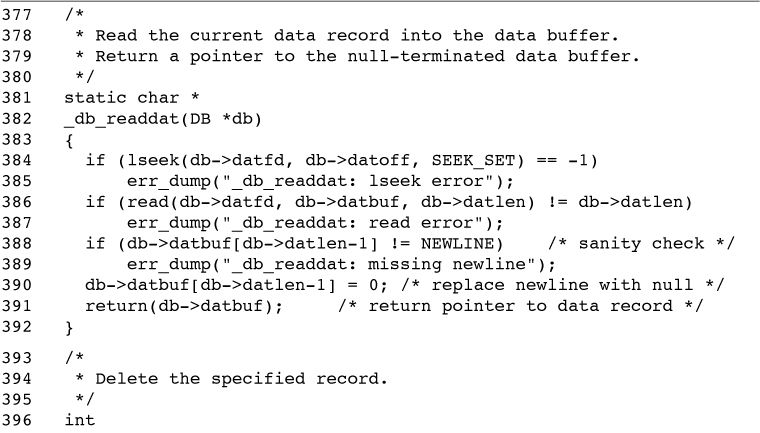 377 /*
378 * Read the current data record into the data buffer.
379 * Return a pointer to the null-terminated data buffer.
380 */
381 static char *
382 _db_readdat(DB *db)
383 {
384 if (lseek(db->datfd, db->datoff, SEEK_SET) == -1)
385 err_dump("_db_readdat: lseek error");
386 if (read(db->datfd, db->datbuf, db->datlen) != db->datlen)
387 err_dump("_db_readdat: read error");
388 if (db->datbuf[db->datlen-1] != NEWLINE) /* sanity check */
389 err_dump("_db_readdat: missing newline");
390 db->datbuf[db->datlen-1] = 0; /* replace newline with null */
391 return(db->datbuf); /* return pointer to data record */
392 }
393 /*
394 * Delete the specified record.
395 */
396 int